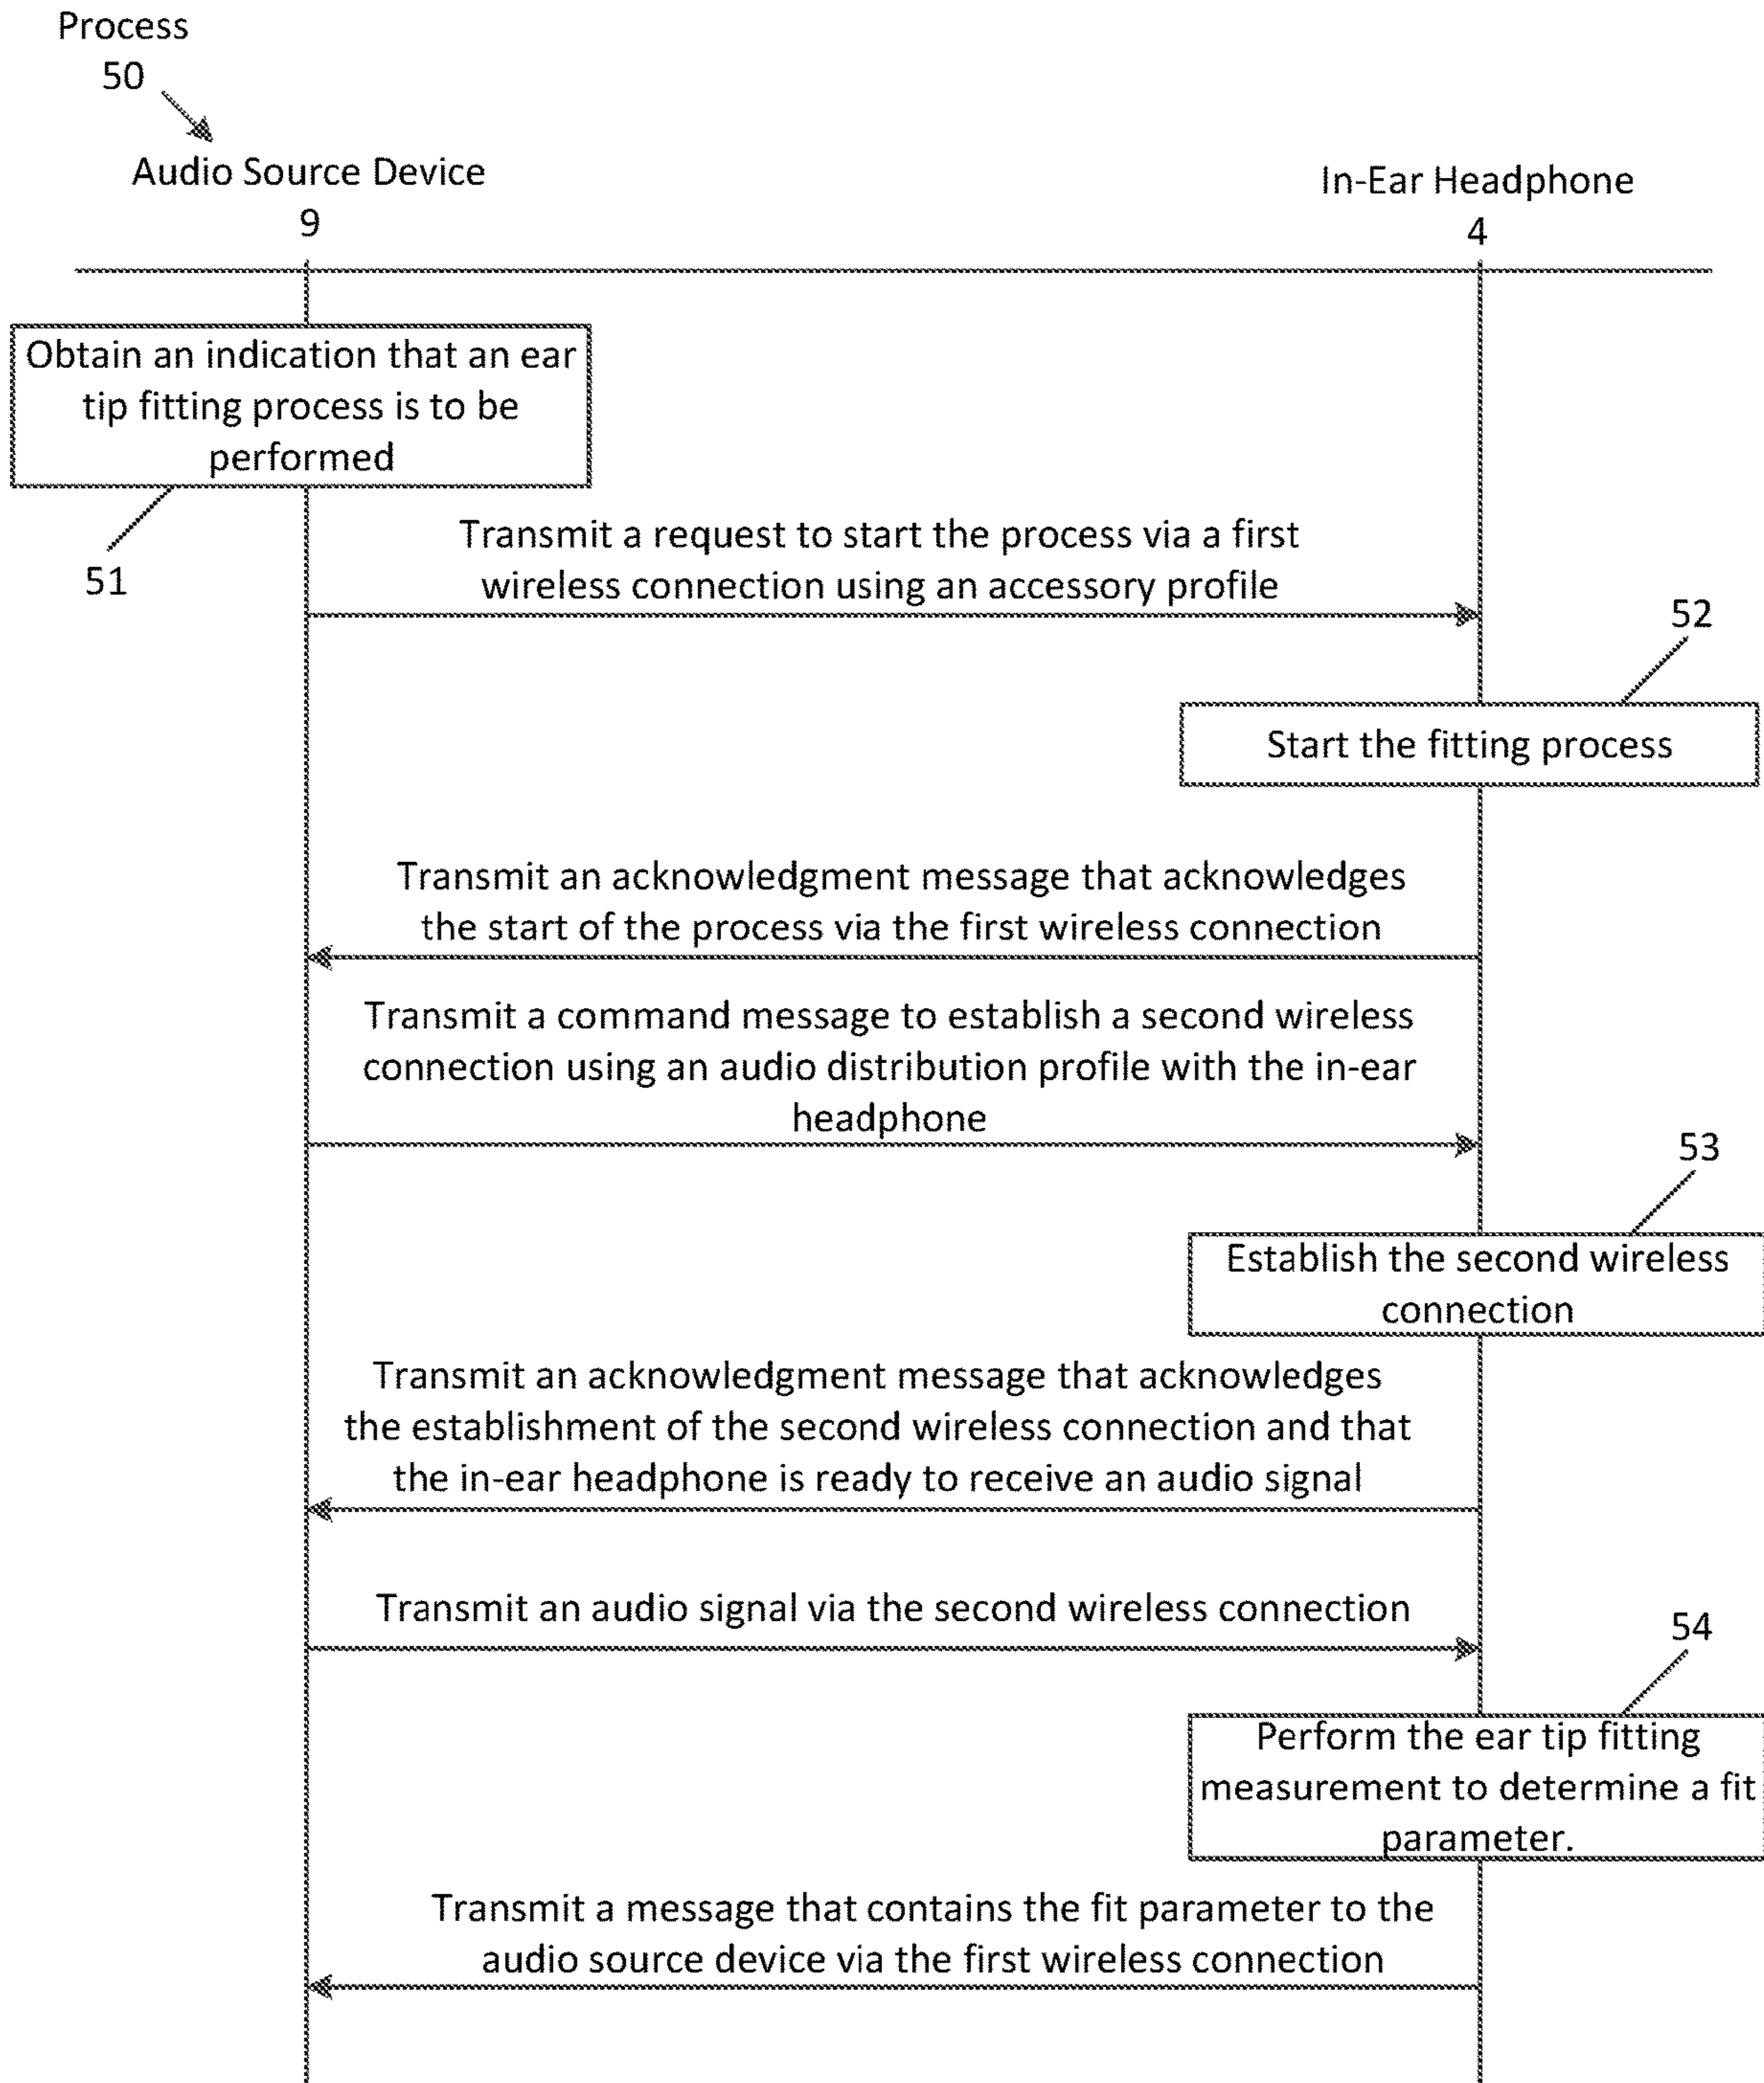 Process
50
Audio Source Device
9
In-Ear Headphone
4
Obtain an indication that an ear
tip fitting process is to be
performed
51
Transmit a request to start the process via a first
wireless connection using an accessory profile
52
Start the fitting process
Transmit an acknowledgment message that acknowledges
the start of the process via the first wireless connection
Transmit a command message to establish a second wireless
connection using an audio distribution profile with the in-ear
headphone
53
Establish the second wireless
connection
Transmit an acknowledgment message that acknowledges
the establishment of the second wireless connection and that
the in-ear headphone is ready to receive an audio signal
Transmit an audio signal via the second wireless connection
54
Perform the ear tip fitting
measurement to determine a fit
parameter.
Transmit a message that contains the fit parameter to the
audio source device via the first wireless connection